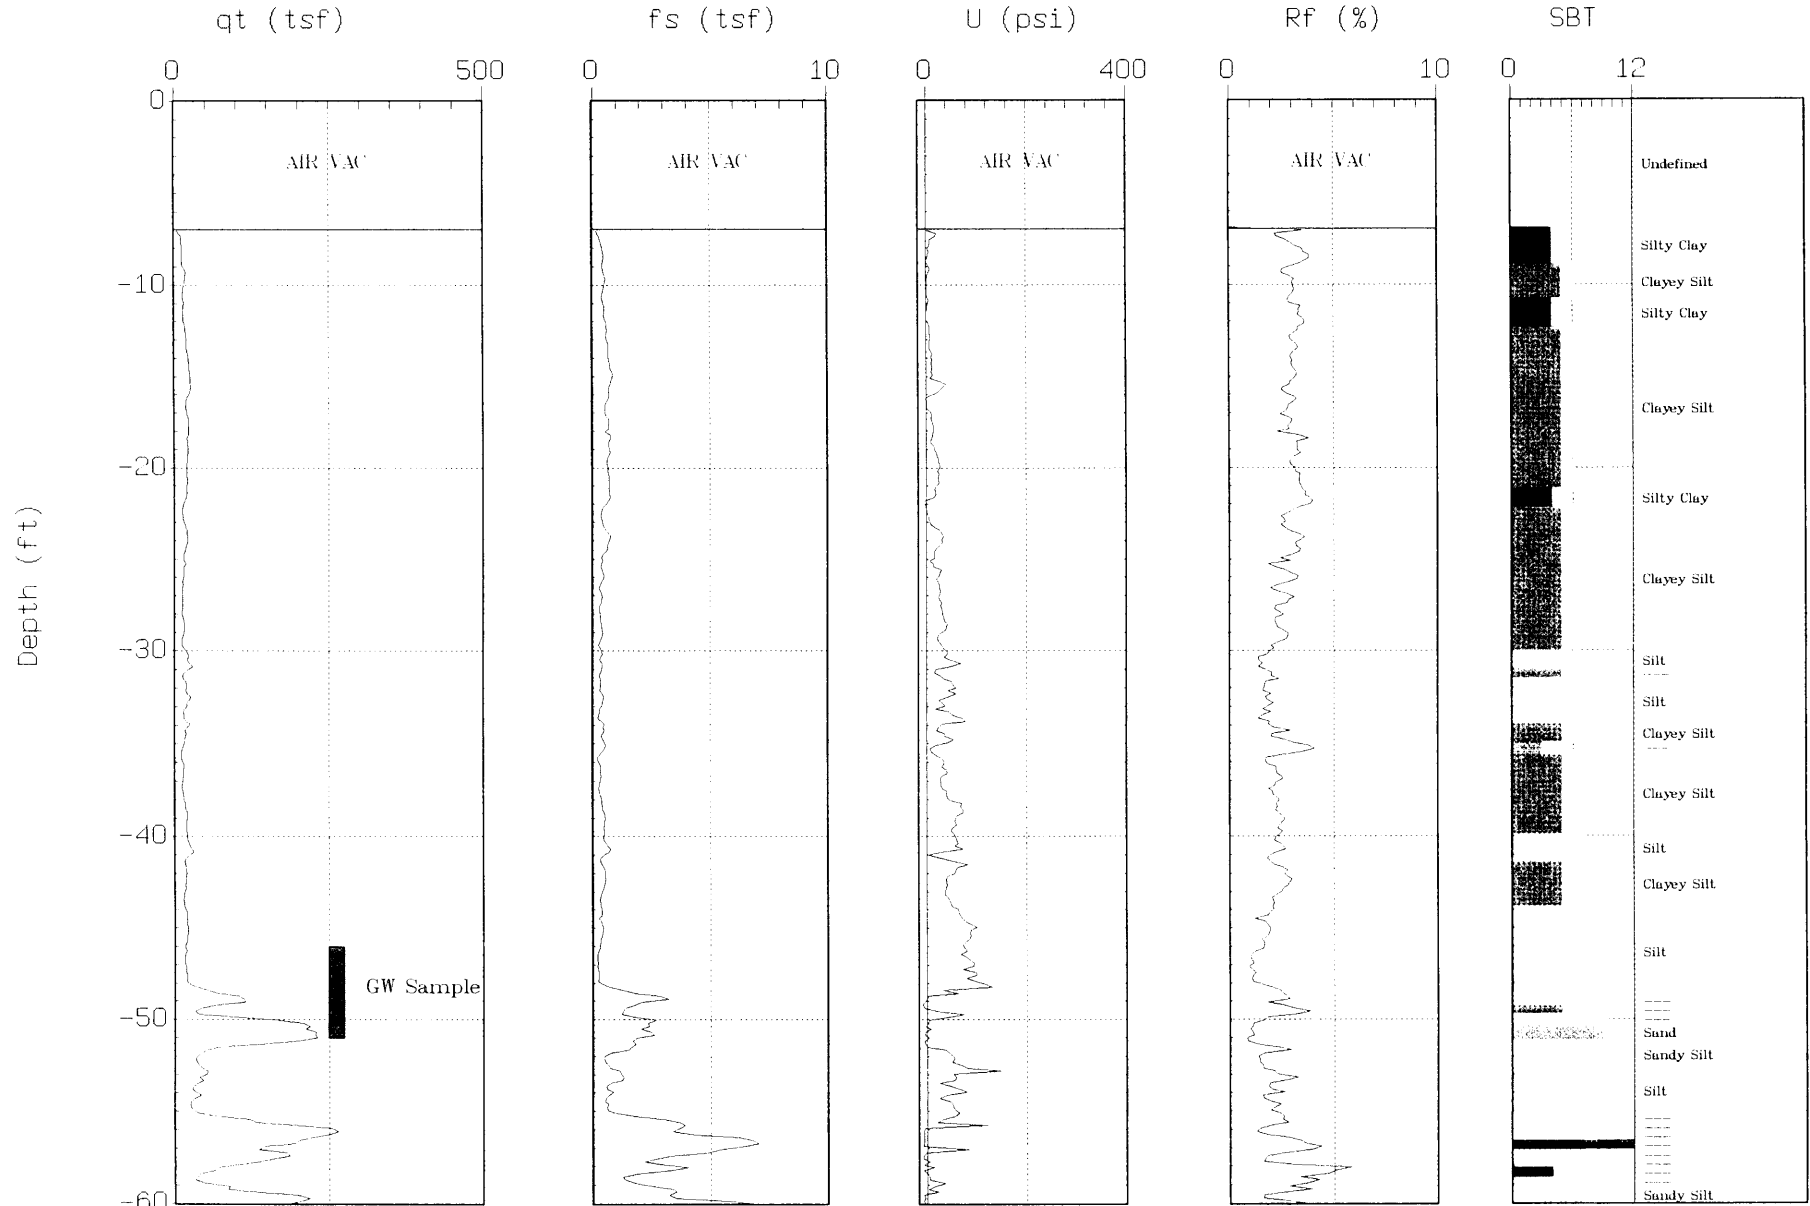 qt (tsf) fs (tsf) U (psi) Rf (%) SBT
0 500 0 10 0 400 0 10 0 12
0
AIR VAC AIR VAC AIR VAC AIR VAC Undefined
Silty Clay
-10 Clayey Silt
Silty Clay
Clayey Silt
-20
Silty Clay
Depth (ft)
Clayey Silt
-30
Silt
Silt
Clayey Silt
Clayey Silt
-40
Silt
Clayey Silt
Silt
GW Sample
-50
Sand
Sandy Silt
Silt
-60 Sandy Silt